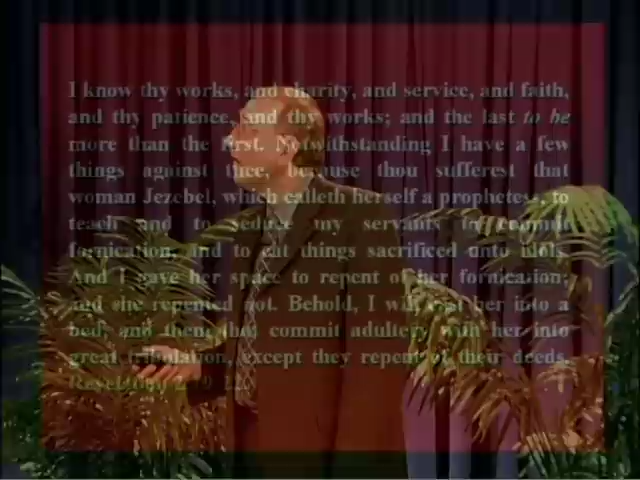 I know thy works, and charity, and service, and faith,
and thy patience, and thy works; and the last to be
more than the first. Notwithstanding I have a few
things against thee, because thou sufferest that
woman Jezebel, which calleth herself a prophetess, to
teach and to seduce my servants to commit
fornication, and to eat things sacrificed unto idols.
And I gave her space to repent of her fornication;
and she repented not. Behold, I will cast her into a
bed, and them that commit adultery with her into
great tribulation, except they repent of their deeds.
Revelation 2:19-22